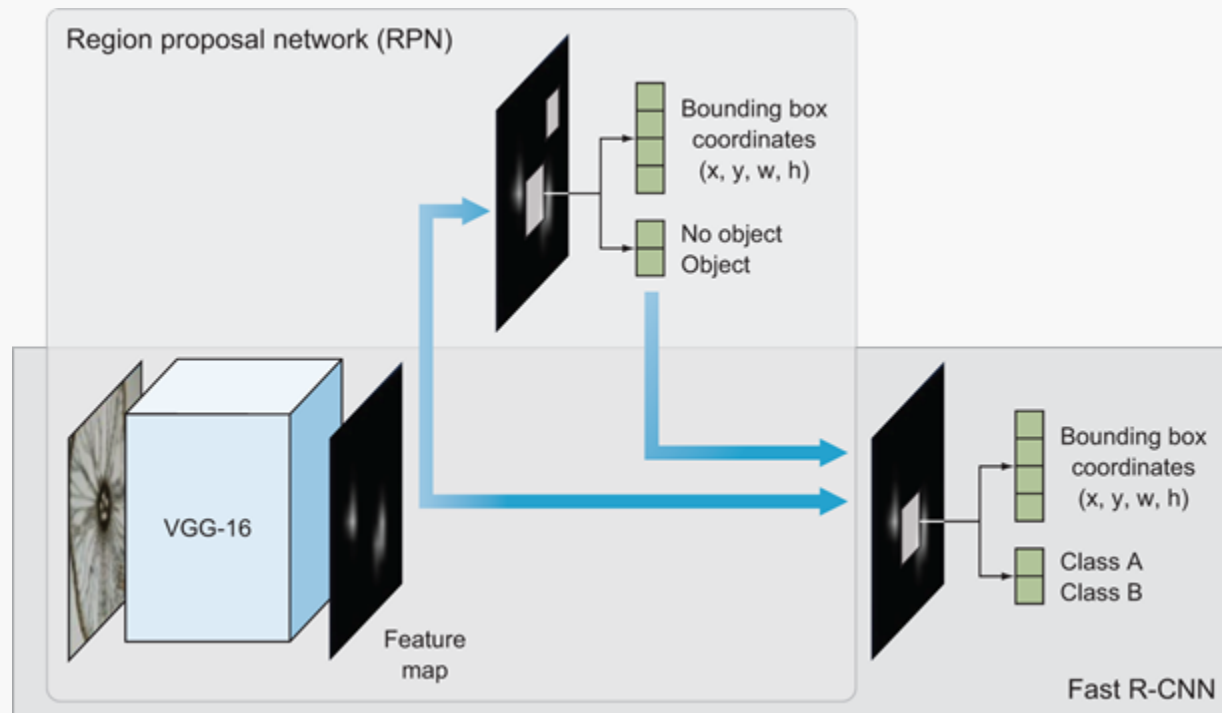 Region proposal network (RPN)
Bounding box
coordinates
(x, y, w, h)
No object
Object
VGG-16
Feature
map
Bounding box
coordinates
(x, y, w, h)
Class A
Class B
Fast R-CNN